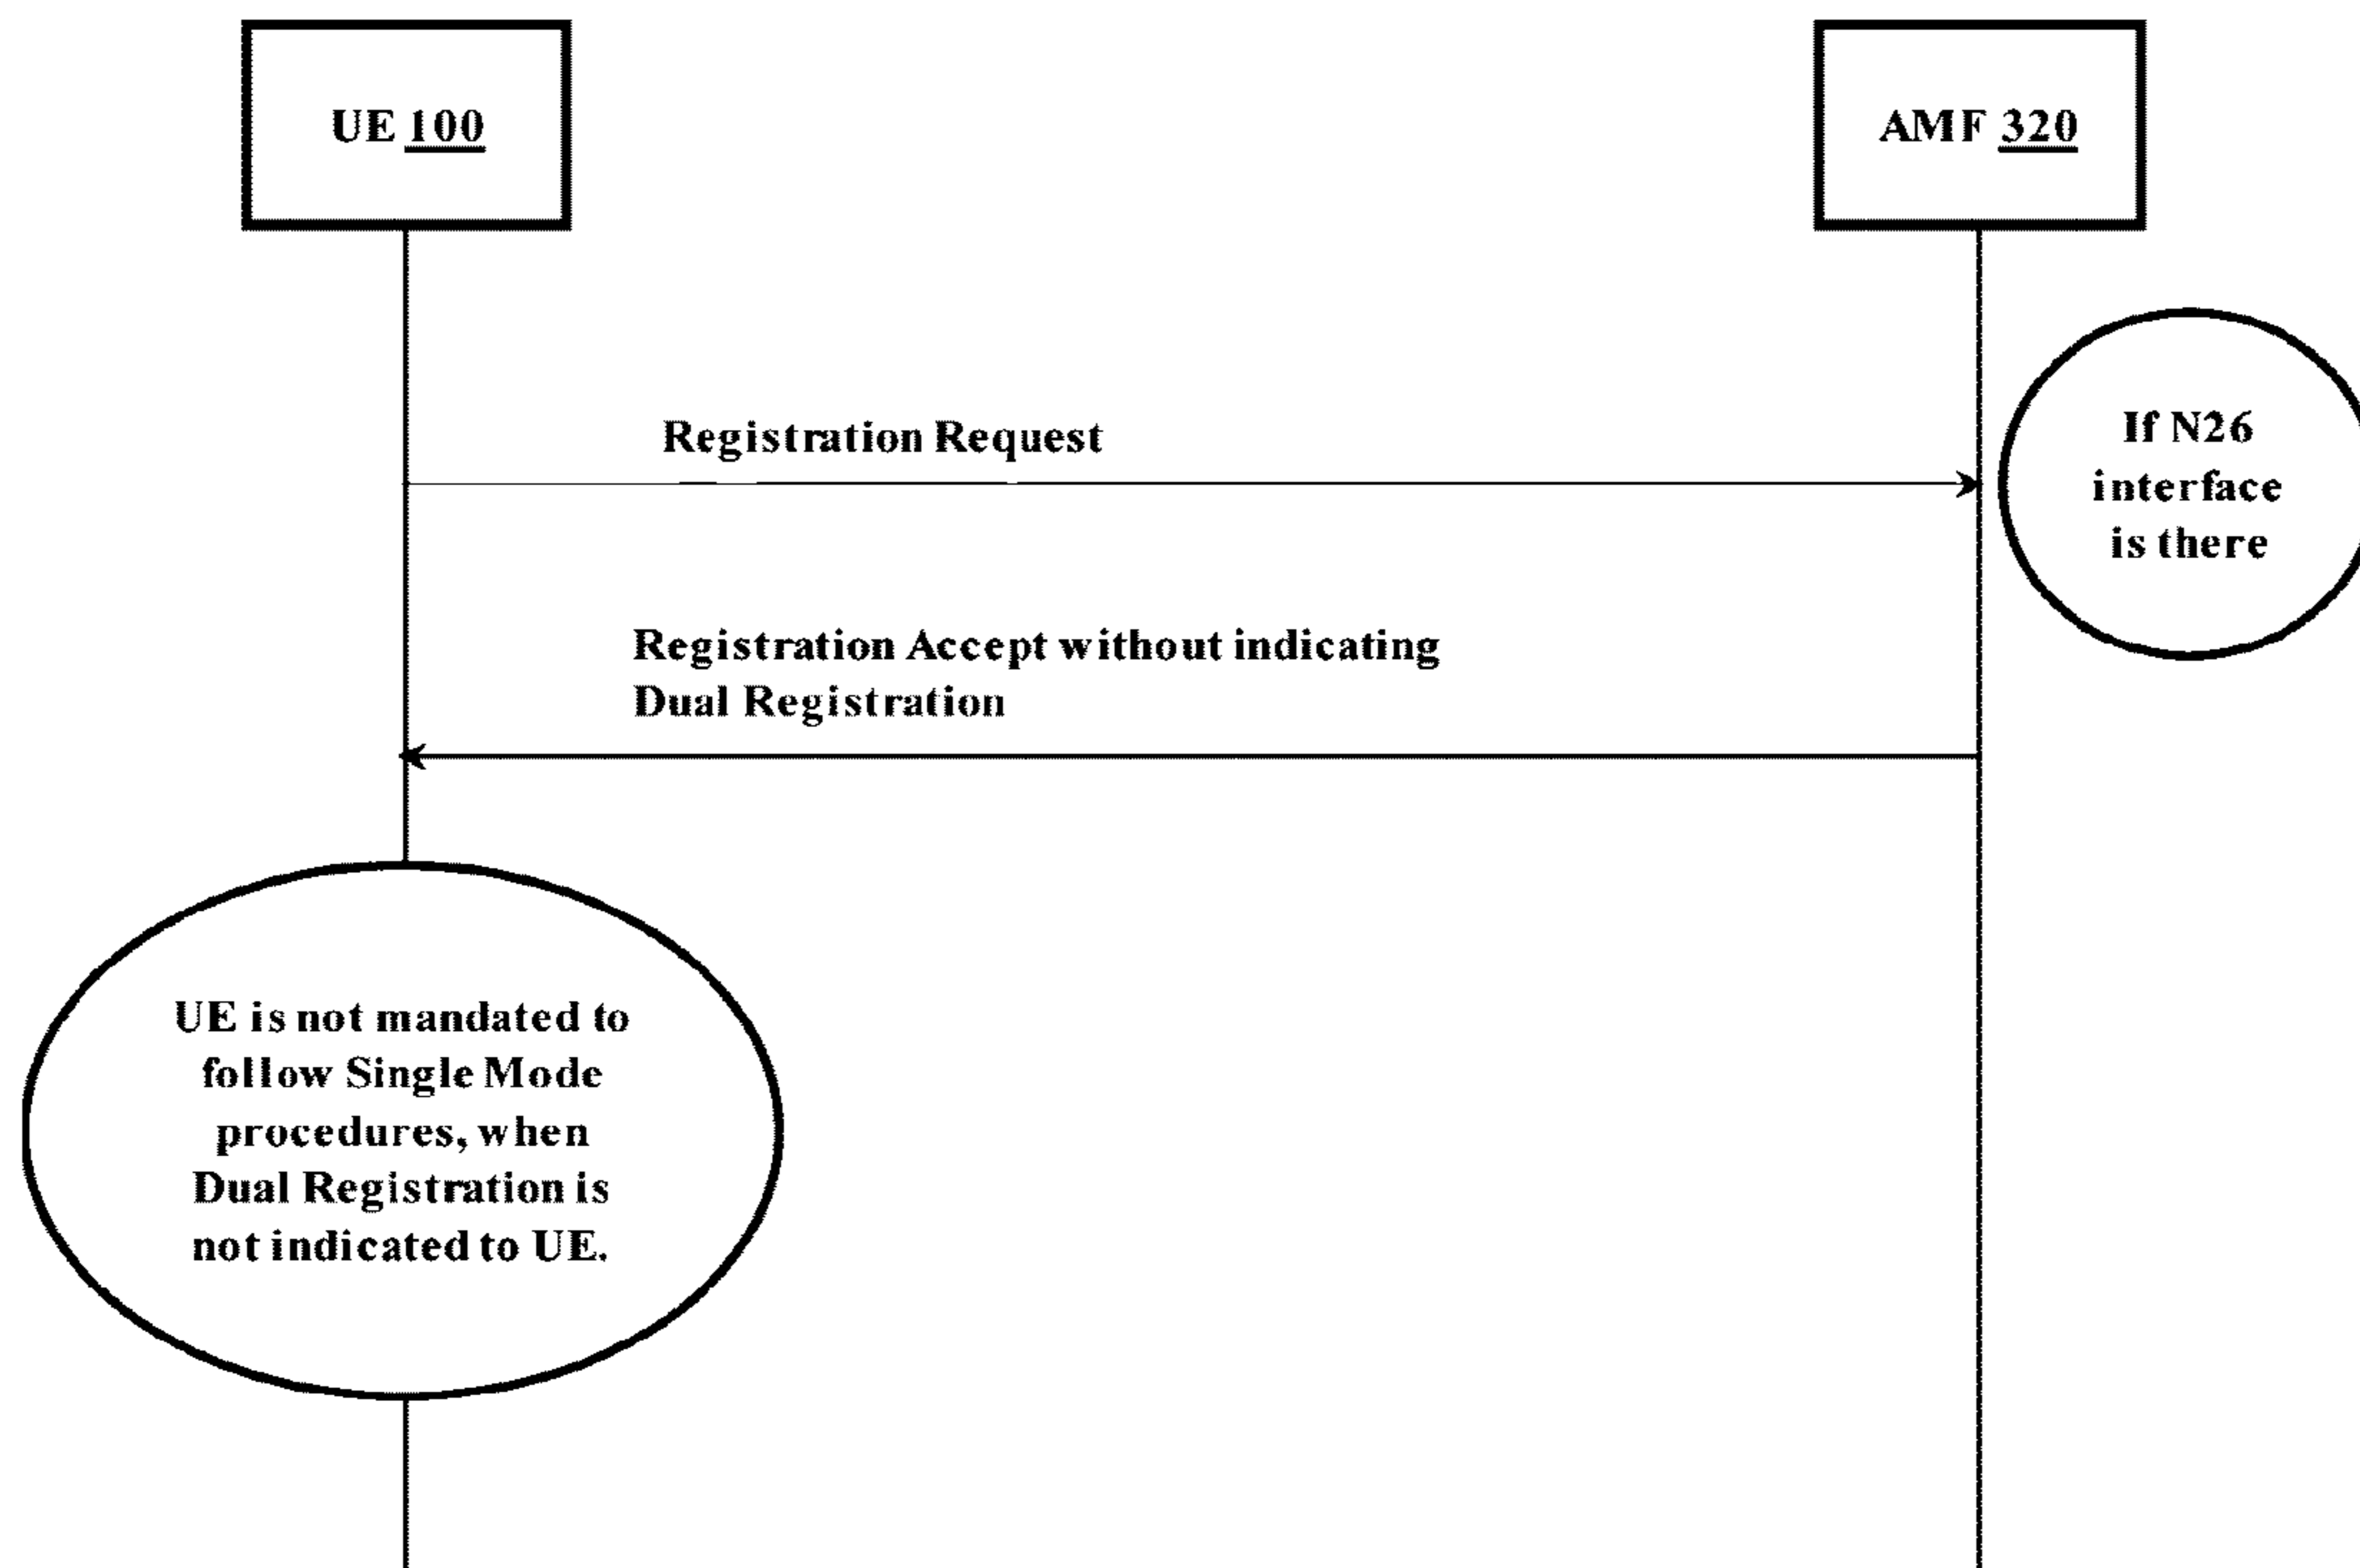 UE 100
AMF 320
Registration Request
If N26
interface
is there
Registration Accept without indicating
Dual Registration
UE is not mandated to
follow Single Mode
procedures, when
Dual Registration is
not indicated to UE.